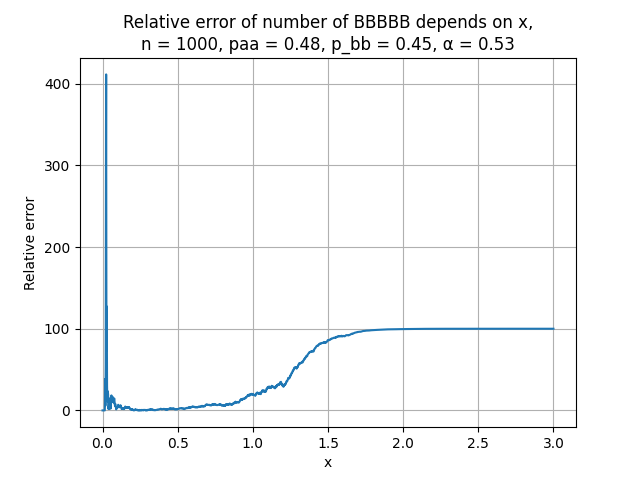 Relative error of number of BBBBB depends on x,
n = 1000, paa = 0.48, p_bb = 0.45, α = 0.53
Relative error
400
300
200
100
0
0.0 0.5 1.0 1.5 2.0 2.5 3.0
x